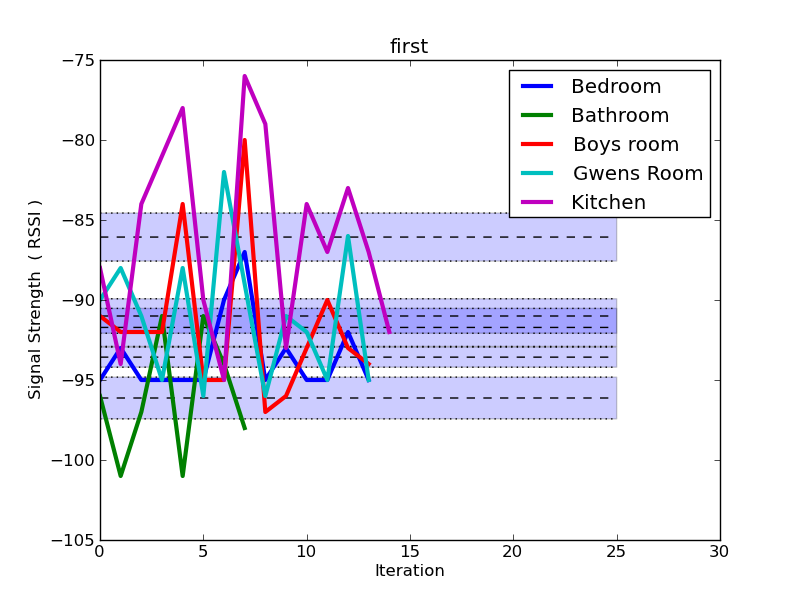 first
−75
−80
−85
−90
−95
−100
−105
Signal Strength ( RSSI )
Bedroom
Bathroom
Boys room
Gwens Room
Kitchen
0 5 10 15 20 25 30
Iteration